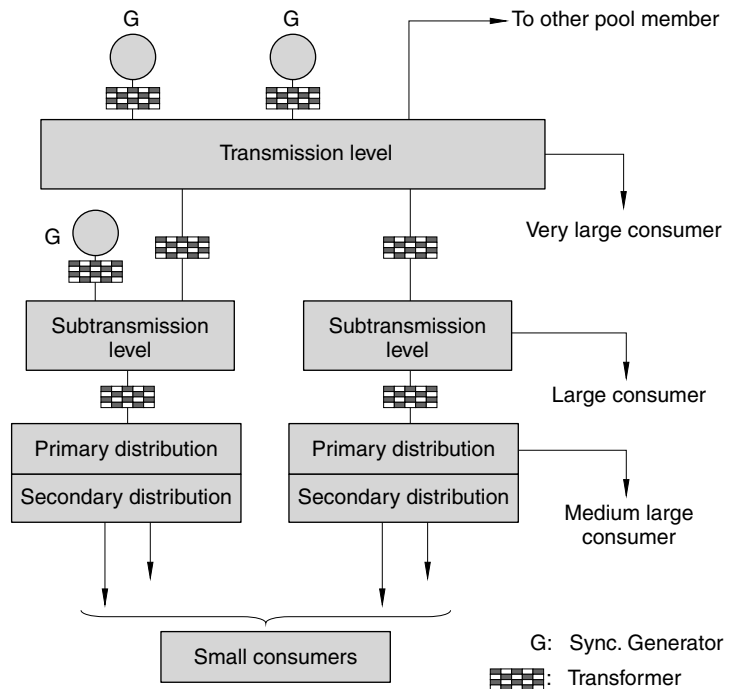 G
G
To other pool member
Transmission level
G
Very large consumer
Subtransmission
level
Subtransmission
level
Large consumer
Primary distribution
Secondary distribution
Primary distribution
Secondary distribution
Medium large
consumer
Small consumers
G: Sync. Generator
: Transformer